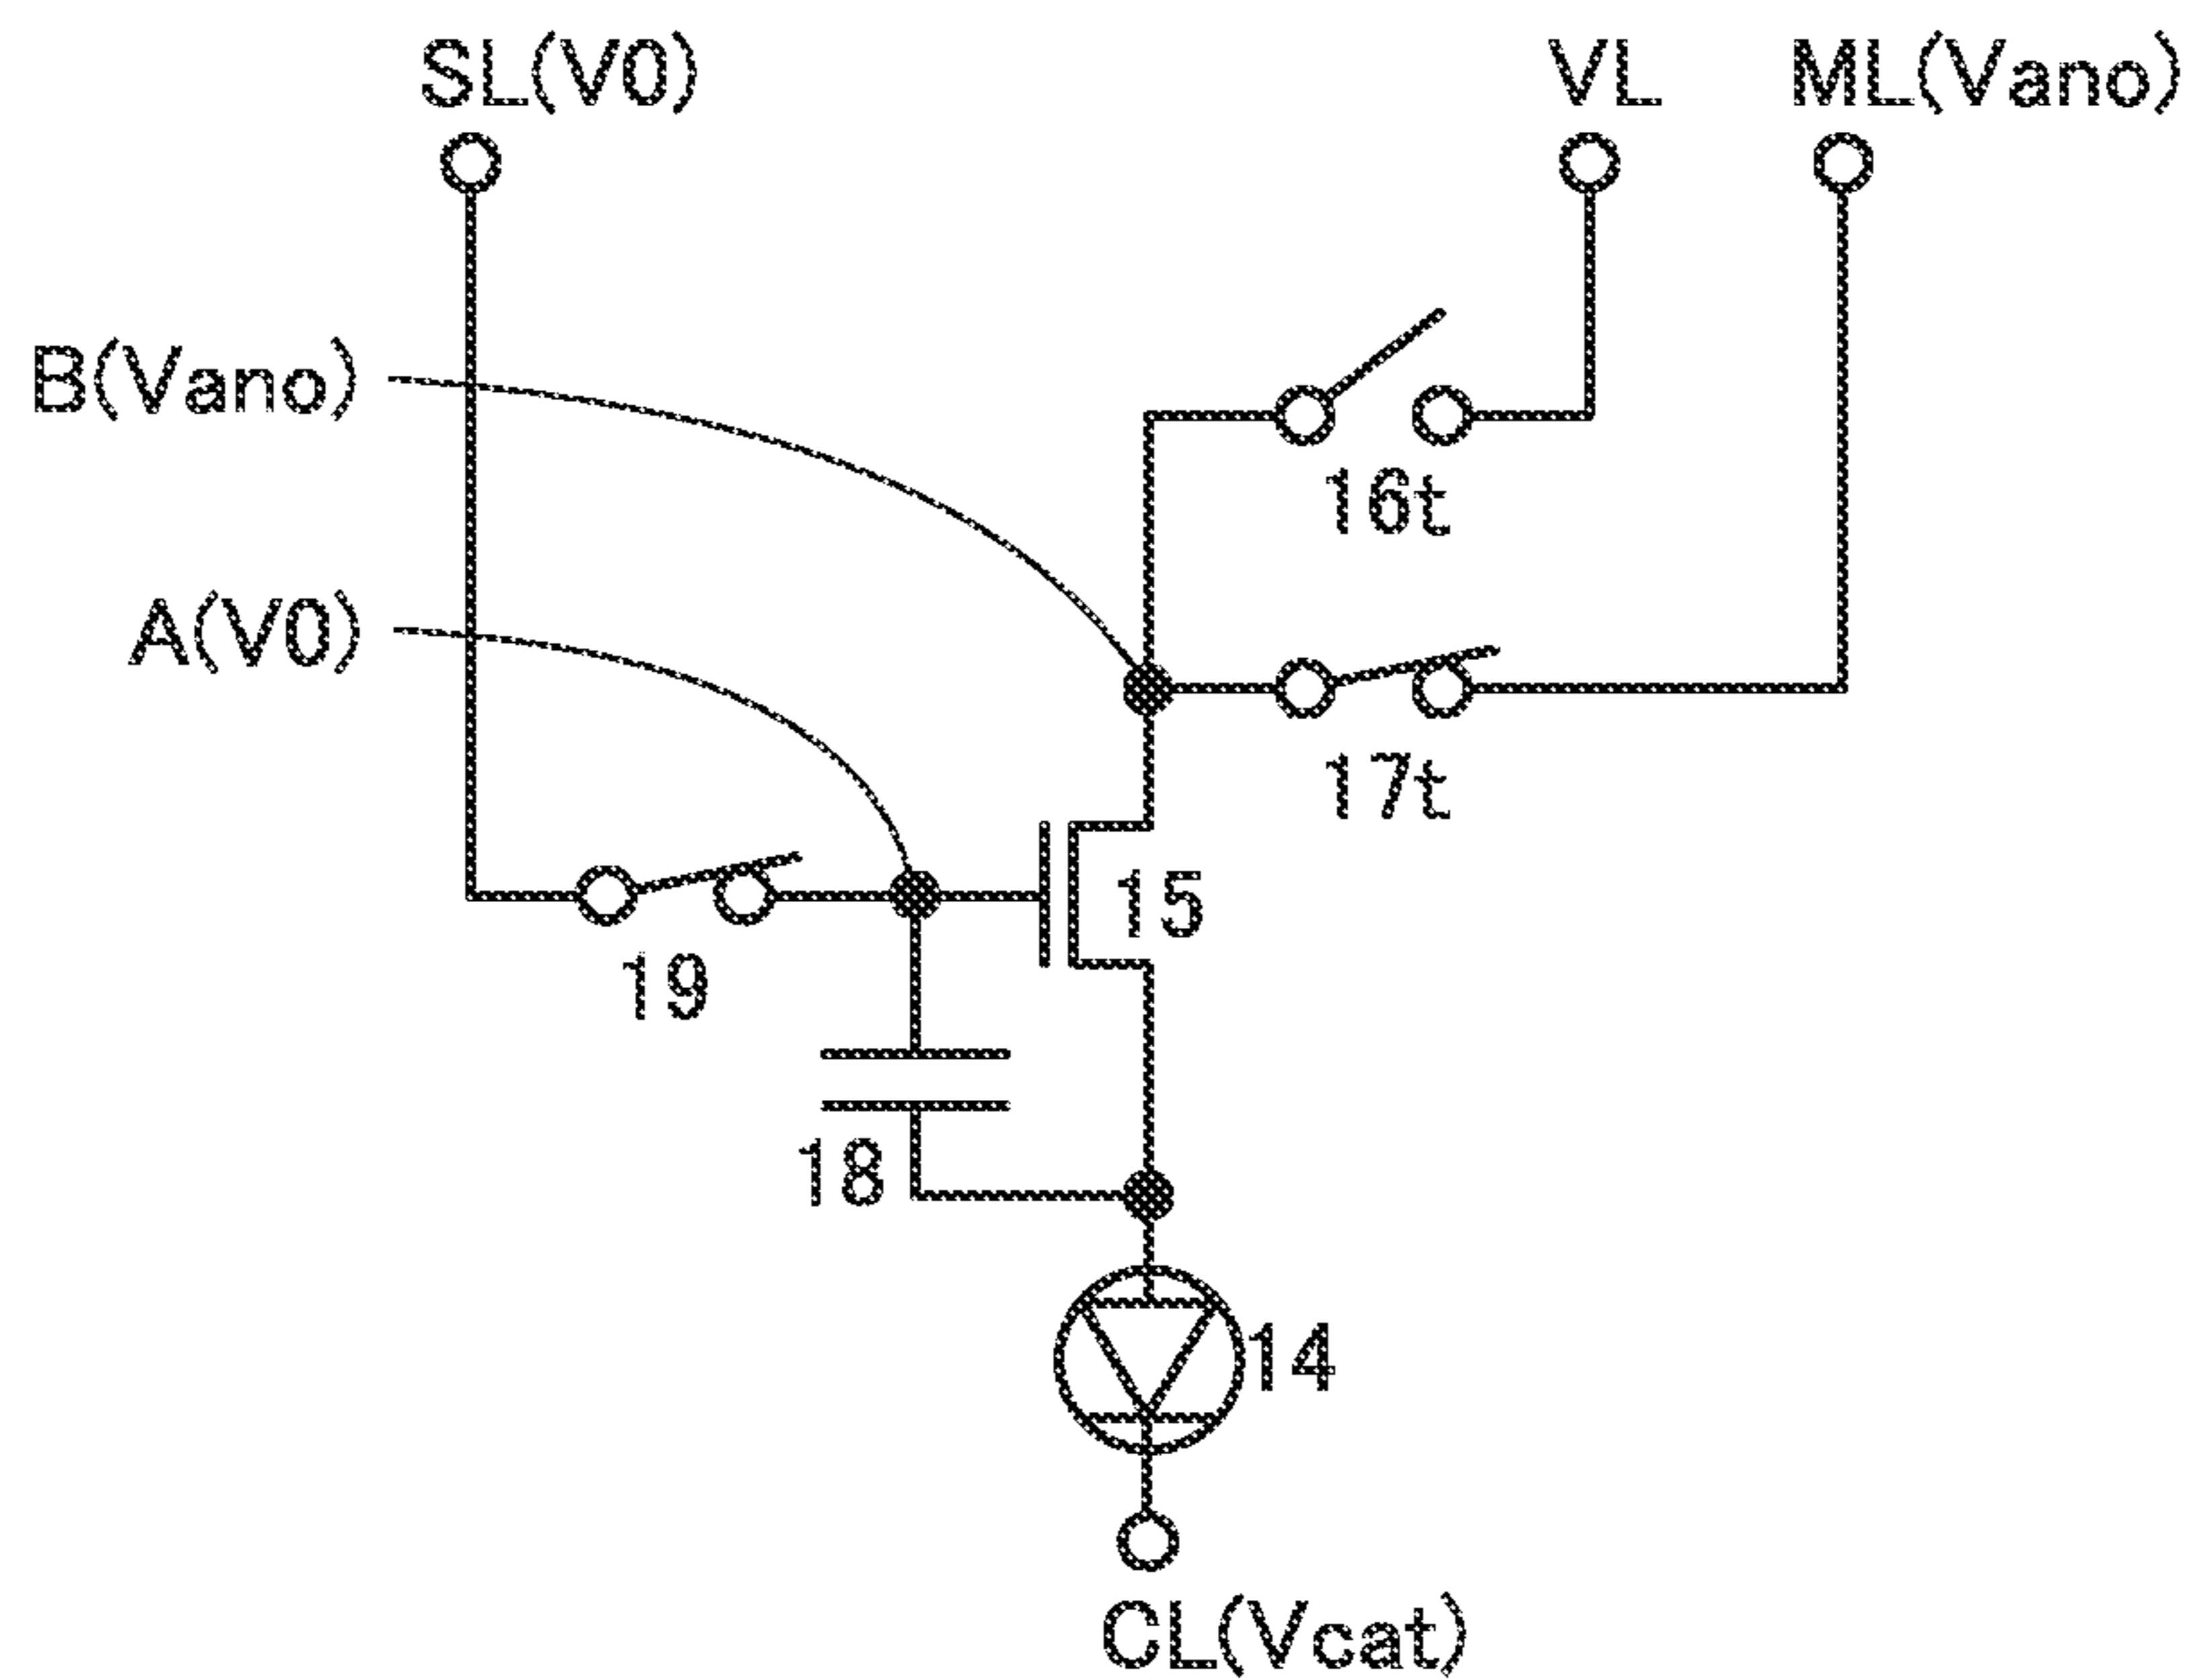 SL(V0)
VL
ML(Vano)
B(Vano)
16t
A(V0)
17t
15
19
18
14
CL(Vcat)